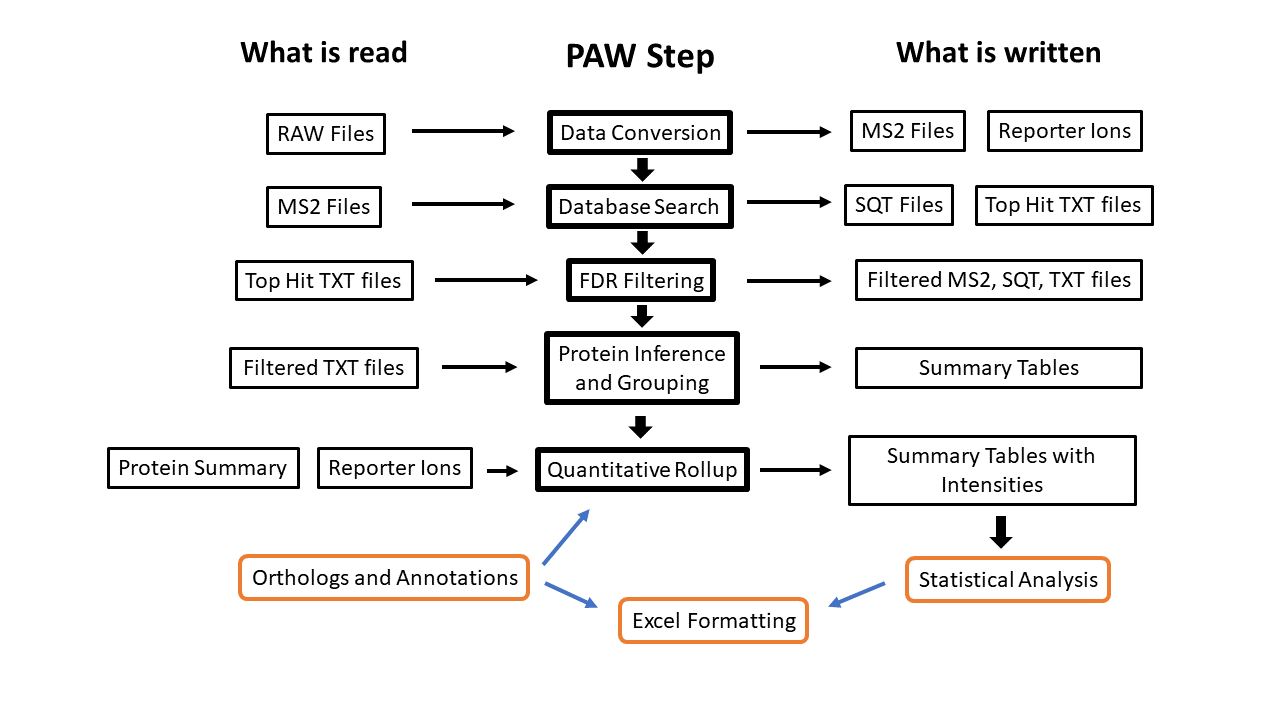 What is read
PAW Step
What is written
RAW Files
Data Conversion
MS2 Files
Reporter Ions
MS2 Files
Database Search
SQT Files
Top Hit TXT files
Top Hit TXT files
FDR Filtering
Filtered MS2, SQT, TXT files
Filtered TXT files
Protein Inference
and Grouping
Summary Tables
Protein Summary
Reporter Ions
Quantitative Rollup
Summary Tables with
Intensities
Orthologs and Annotations
Statistical Analysis
Excel Formatting